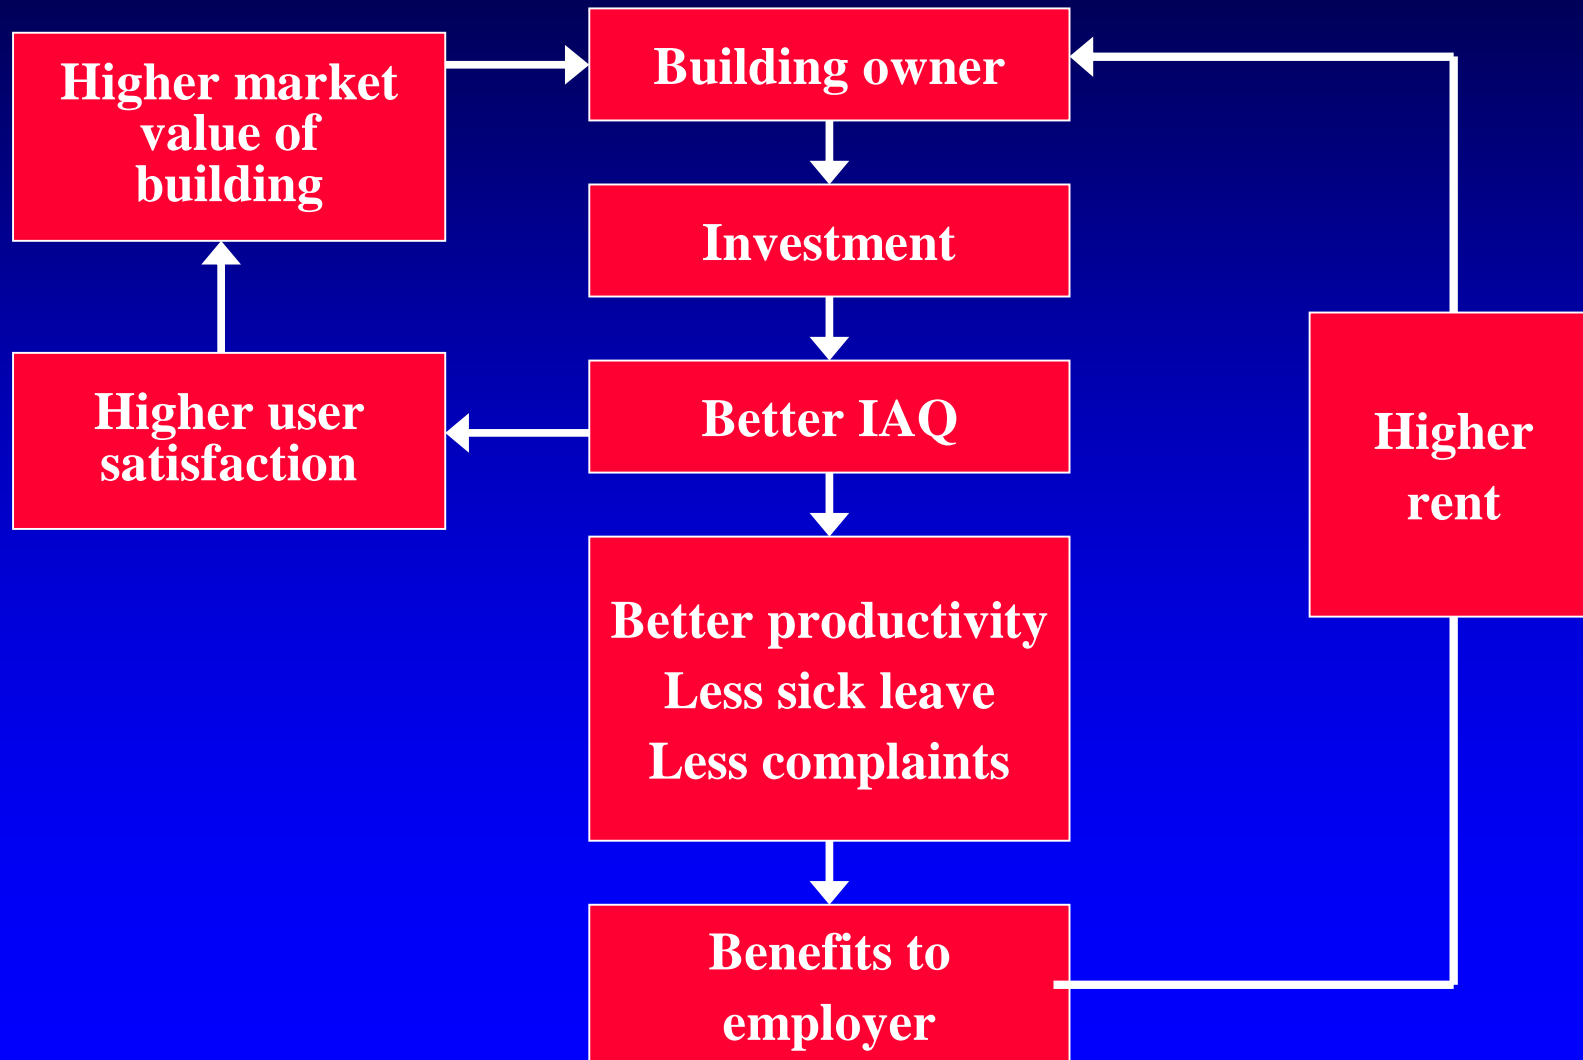 Higher market
value of
building
Building owner
Investment
Higher user
satisfaction
Better IAQ
Higher
rent
Better productivity
Less sick leave
Less complaints
Benefits to
employer